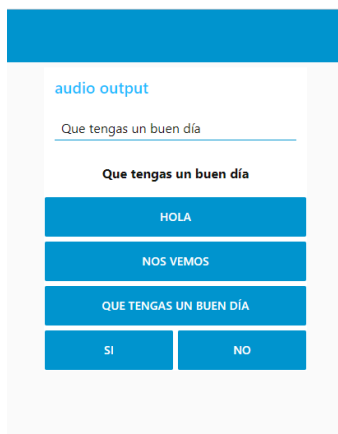 audio output
Que tengas un buen día
Que tengas un buen día
HOLA
NOS VEMOS
QUE TENGAS UN BUEN DÍA
SI
NO